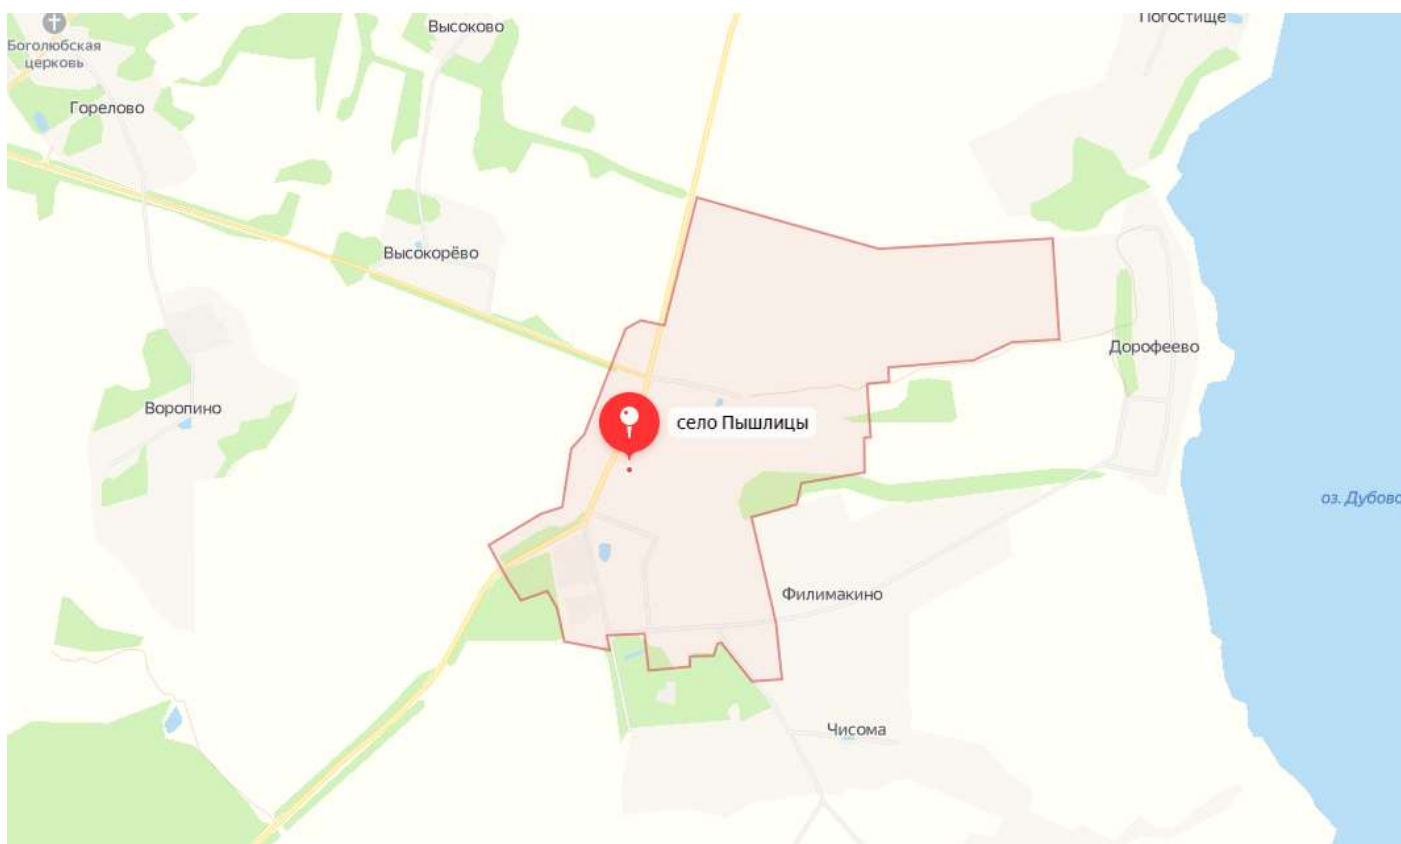 Погостище
Высоково
Боголюбская
церковь
Горелово
Высокорёво
Дорофеево
Воропино
село Пышлицы
оз. Дубово
Филимакино
Чисома